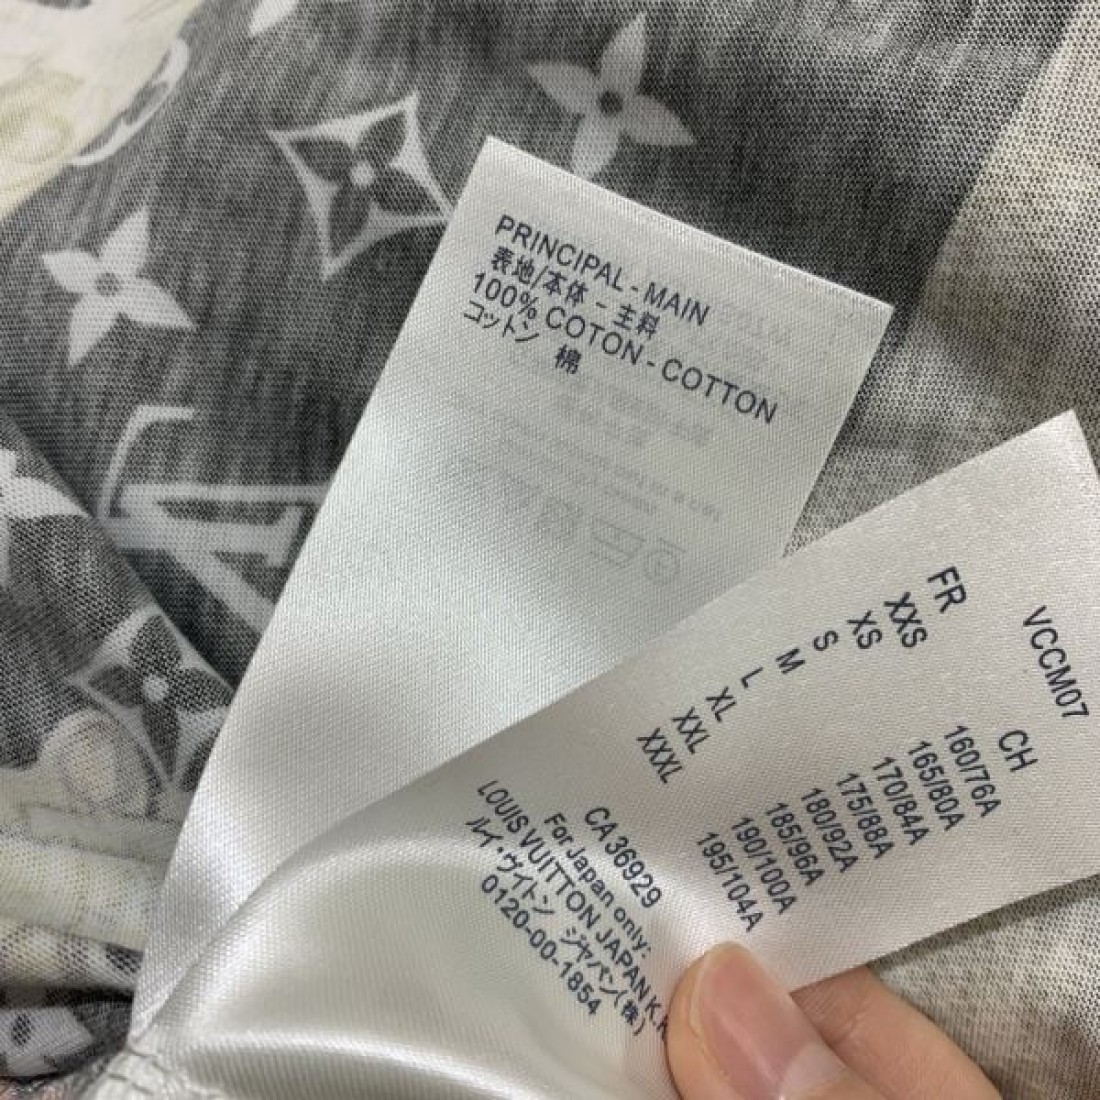 PRINCIPAL - MAIN
表地/本体 - 主料
100% COTON - COTTON
コットン 棉
VCCM07
FR CH
XXS 160/76A
XS 165/80A
S 170/84A
M 175/88A
L 180/92A
XL 185/96A
XXL 190/100A
XXXL 195/104A
CA 36929
For Japan only:
LOUIS VUITTON JAPAN K.K
ルイ・ヴィトン ジャパン(株)
0120-00-1854